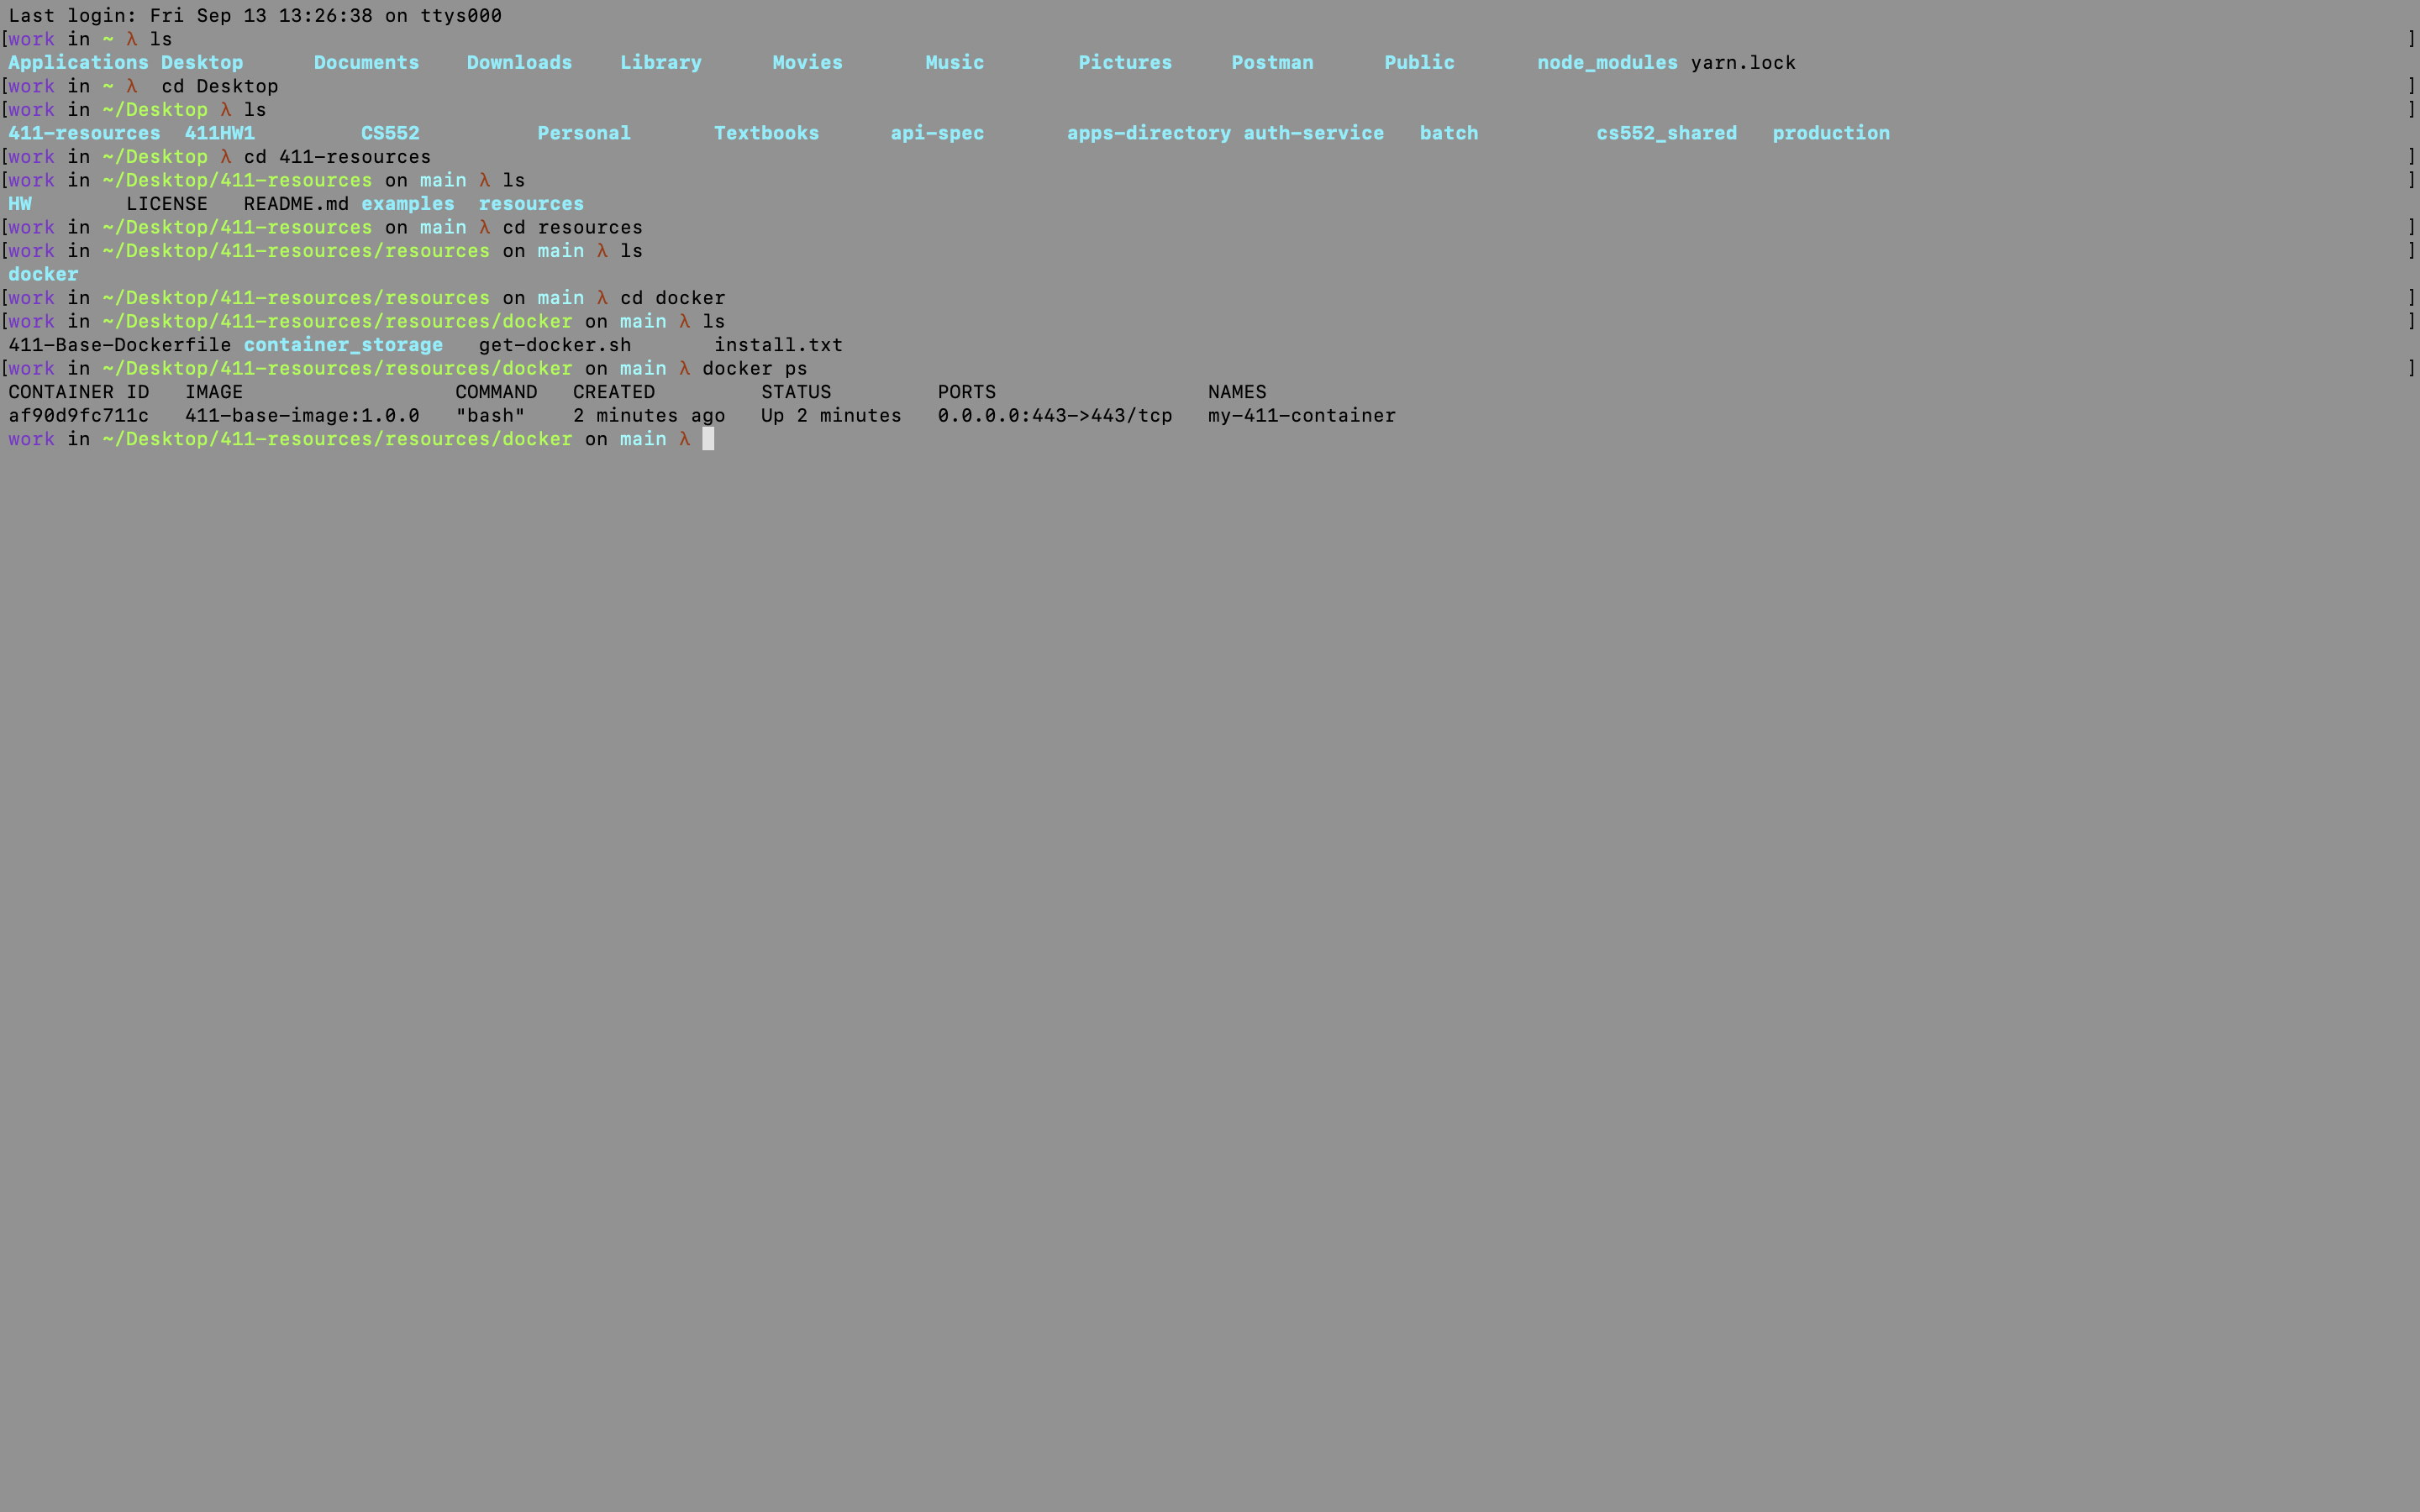 Last login: Fri Sep 13 13:26:38 on ttys000
[work in ~ λ ls ]
Applications Desktop Documents Downloads Library Movies Music Pictures Postman Public node_modules yarn.lock
[work in ~ λ  cd Desktop ]
[work in ~/Desktop λ ls ]
411-resources 411HW1 CS552 Personal Textbooks api-spec apps-directory auth-service batch cs552_shared production
[work in ~/Desktop λ cd 411-resources ]
[work in ~/Desktop/411-resources on main λ ls ]
HW LICENSE README.md examples resources
[work in ~/Desktop/411-resources on main λ cd resources ]
[work in ~/Desktop/411-resources/resources on main λ ls ]
docker
[work in ~/Desktop/411-resources/resources on main λ cd docker ]
[work in ~/Desktop/411-resources/resources/docker on main λ ls ]
411-Base-Dockerfile container_storage get-docker.sh install.txt
[work in ~/Desktop/411-resources/resources/docker on main λ docker ps ]
CONTAINER ID IMAGE COMMAND CREATED STATUS PORTS NAMES
af90d9fc711c 411-base-image:1.0.0 "bash" 2 minutes ago Up 2 minutes 0.0.0.0:443->443/tcp my-411-container
work in ~/Desktop/411-resources/resources/docker on main λ